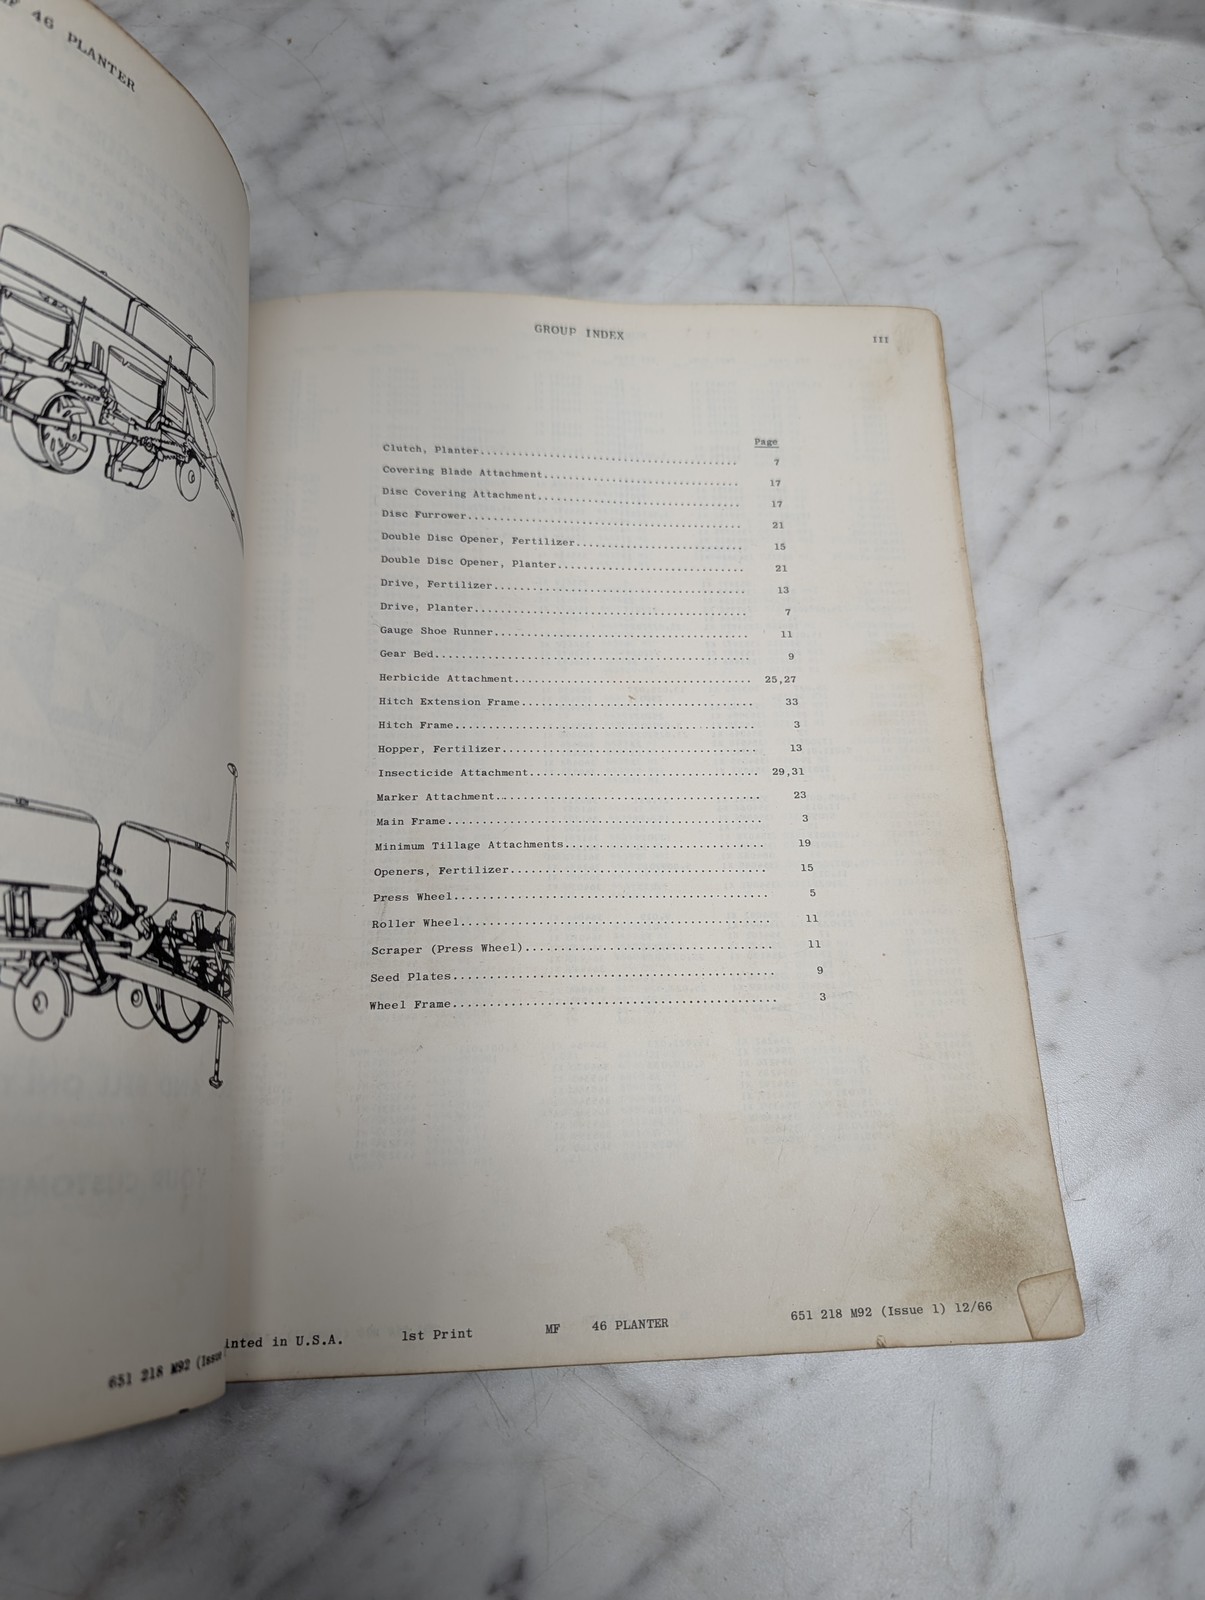 MF 46 PLANTER
651 218 M92 (Issue
GROUP INDEX
III
Page
Clutch, Planter........................................ 7
Covering Blade Attachment.............................. 17
Disc Covering Attachment............................... 17
Disc Furrower.......................................... 21
Double Disc Opener, Fertilizer......................... 15
Double Disc Opener, Planter............................ 21
Drive, Fertilizer...................................... 13
Drive, Planter......................................... 7
Gauge Shoe Runner...................................... 11
Gear Bed............................................... 9
Herbicide Attachment................................... 25,27
Hitch Extension Frame.................................. 33
Hitch Frame............................................ 3
Hopper, Fertilizer..................................... 13
Insecticide Attachment................................. 29,31
Marker Attachment...................................... 23
Main Frame............................................. 3
Minimum Tillage Attachments............................ 19
Openers, Fertilizer.................................... 15
Press Wheel............................................ 5
Roller Wheel........................................... 11
Scraper (Press Wheel).................................. 11
Seed Plates............................................ 9
Wheel Frame............................................ 3
inted in U.S.A. 1st Print MF 46 PLANTER 651 218 M92 (Issue 1) 12/66